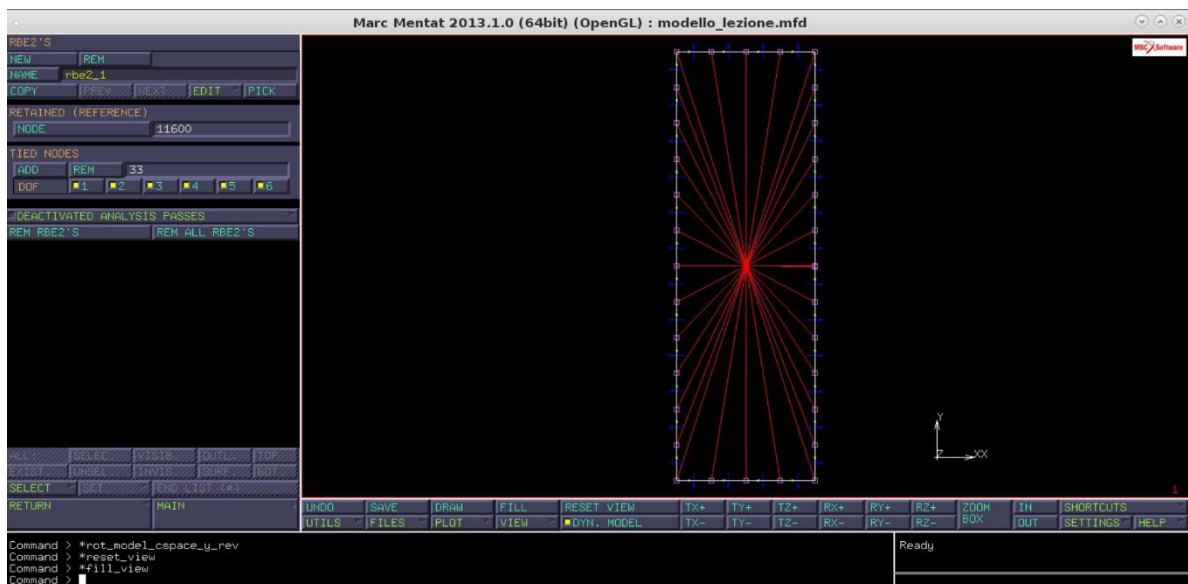 Marc Mentat 2013.1.0 (64bit) (OpenGL) : modello_lezione.mfd
RBE2'S
NEW REM
NAME rbe2_1
COPY PREV NEXT EDIT PICK
RETAINED (REFERENCE)
NODE 11600
TIED NODES
ADD REM 33
DOF 1 2 3 4 5 6
DEACTIVATED ANALYSIS PASSES
REM RBE2'S REM ALL RBE2'S
MSC Software
Y
Z XX
1
ALL: SELEC. VISIB. OUTL. TOP
EXIST. UNSEL. INVIS. SURF. BOT
SELECT SET END LIST (#)
RETURN MAIN
UNDO SAVE DRAW FILL RESET VIEW TX+ TY+ TZ+ RX+ RY+ RZ+ ZOOM IN SHORTCUTS
UTILS FILES PLOT VIEW DYN. MODEL TX- TY- TZ- RX- RY- RZ- BOX OUT SETTINGS HELP
Command > *rot_model_cspace_y_rev
Command > *reset_view
Command > *fill_view
Command >
Ready